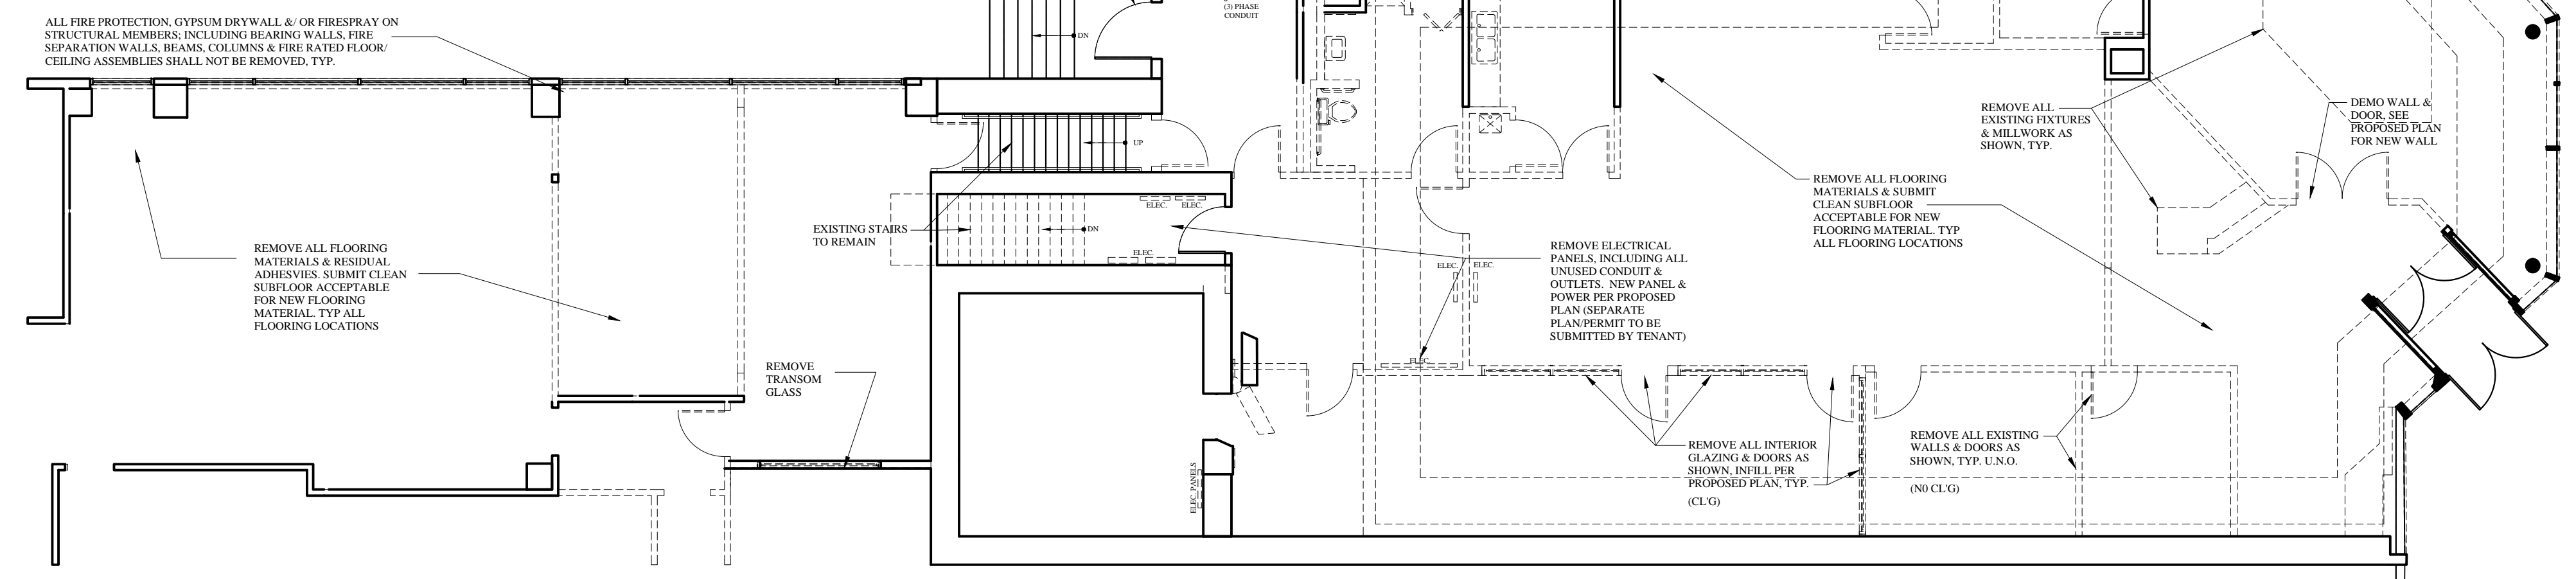 ALL FIRE PROTECTION, GYPSUM DRYWALL &/ OR FIRESPRAY ON
STRUCTURAL MEMBERS; INCLUDING BEARING WALLS, FIRE
SEPARATION WALLS, BEAMS, COLUMNS & FIRE RATED FLOOR/
CEILING ASSEMBLIES SHALL NOT BE REMOVED, TYP.
(3) PHASE
CONDUIT
DN
UP
REMOVE ALL
EXISTING FIXTURES
& MILLWORK AS
SHOWN, TYP.
DEMO WALL &
DOOR, SEE
PROPOSED PLAN
FOR NEW WALL
REMOVE ALL FLOORING
MATERIALS & SUBMIT
CLEAN SUBFLOOR
ACCEPTABLE FOR NEW
FLOORING MATERIAL. TYP
ALL FLOORING LOCATIONS
ELEC.
ELEC.
EXISTING STAIRS
TO REMAIN
DN
ELEC.
REMOVE ALL FLOORING
MATERIALS & RESIDUAL
ADHESVIES. SUBMIT CLEAN
SUBFLOOR ACCEPTABLE
FOR NEW FLOORING
MATERIAL. TYP ALL
FLOORING LOCATIONS
REMOVE ELECTRICAL
PANELS, INCLUDING ALL
UNUSED CONDUIT &
OUTLETS. NEW PANEL &
POWER PER PROPOSED
PLAN (SEPARATE
PLAN/PERMIT TO BE
SUBMITTED BY TENANT)
ELEC.
ELEC.
ELEC.
REMOVE
TRANSOM
GLASS
REMOVE ALL INTERIOR
GLAZING & DOORS AS
SHOWN, INFILL PER
PROPOSED PLAN, TYP.
(CL'G)
REMOVE ALL EXISTING
WALLS & DOORS AS
SHOWN, TYP. U.N.O.
(N0 CL'G)
ELEC. PANELS